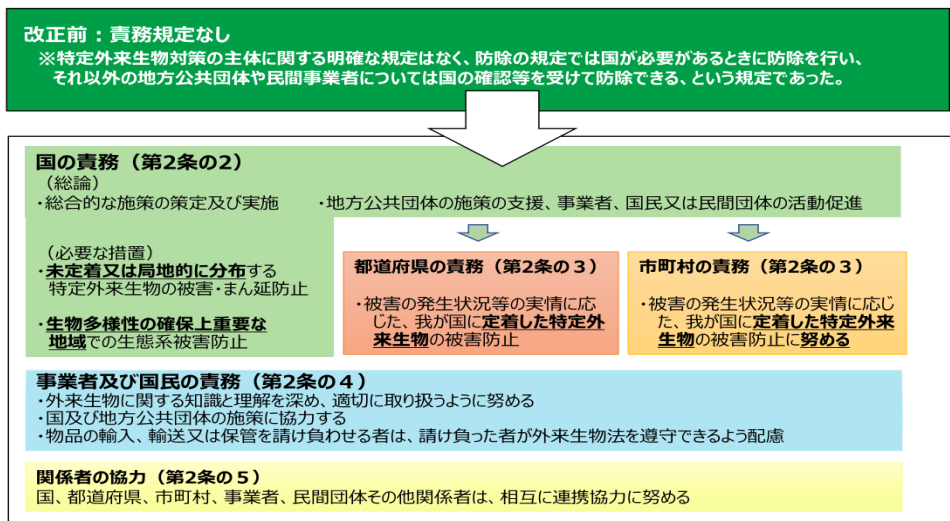 改正前：責務規定なし
※特定外来生物対策の主体に関する明確な規定はなく、防除の規定では国が必要があるときに防除を行い、
それ以外の地方公共団体や民間事業者については国の確認等を受けて防除できる、という規定であった。
国の責務（第2条の2）
（総論）
・総合的な施策の策定及び実施　・地方公共団体の施策の支援、事業者、国民又は民間団体の活動促進
（必要な措置）
・未定着又は局地的に分布する
特定外来生物の被害・まん延防止
・生物多様性の確保上重要な
地域での生態系被害防止
都道府県の責務（第2条の３）
・被害の発生状況等の実情に応
じた、我が国に定着した特定外
来生物の被害防止
市町村の責務（第2条の３）
・被害の発生状況等の実情に応じ
た、我が国に定着した特定外来
生物の被害防止に努める
事業者及び国民の責務（第2条の４）
・外来生物に関する知識と理解を深め、適切に取り扱うように努める
・国及び地方公共団体の施策に協力する
・物品の輸入、輸送又は保管を請け負わせる者は、請け負った者が外来生物法を遵守できるよう配慮
関係者の協力（第2条の５）
国、都道府県、市町村、事業者、民間団体その他関係者は、相互に連携協力に努める